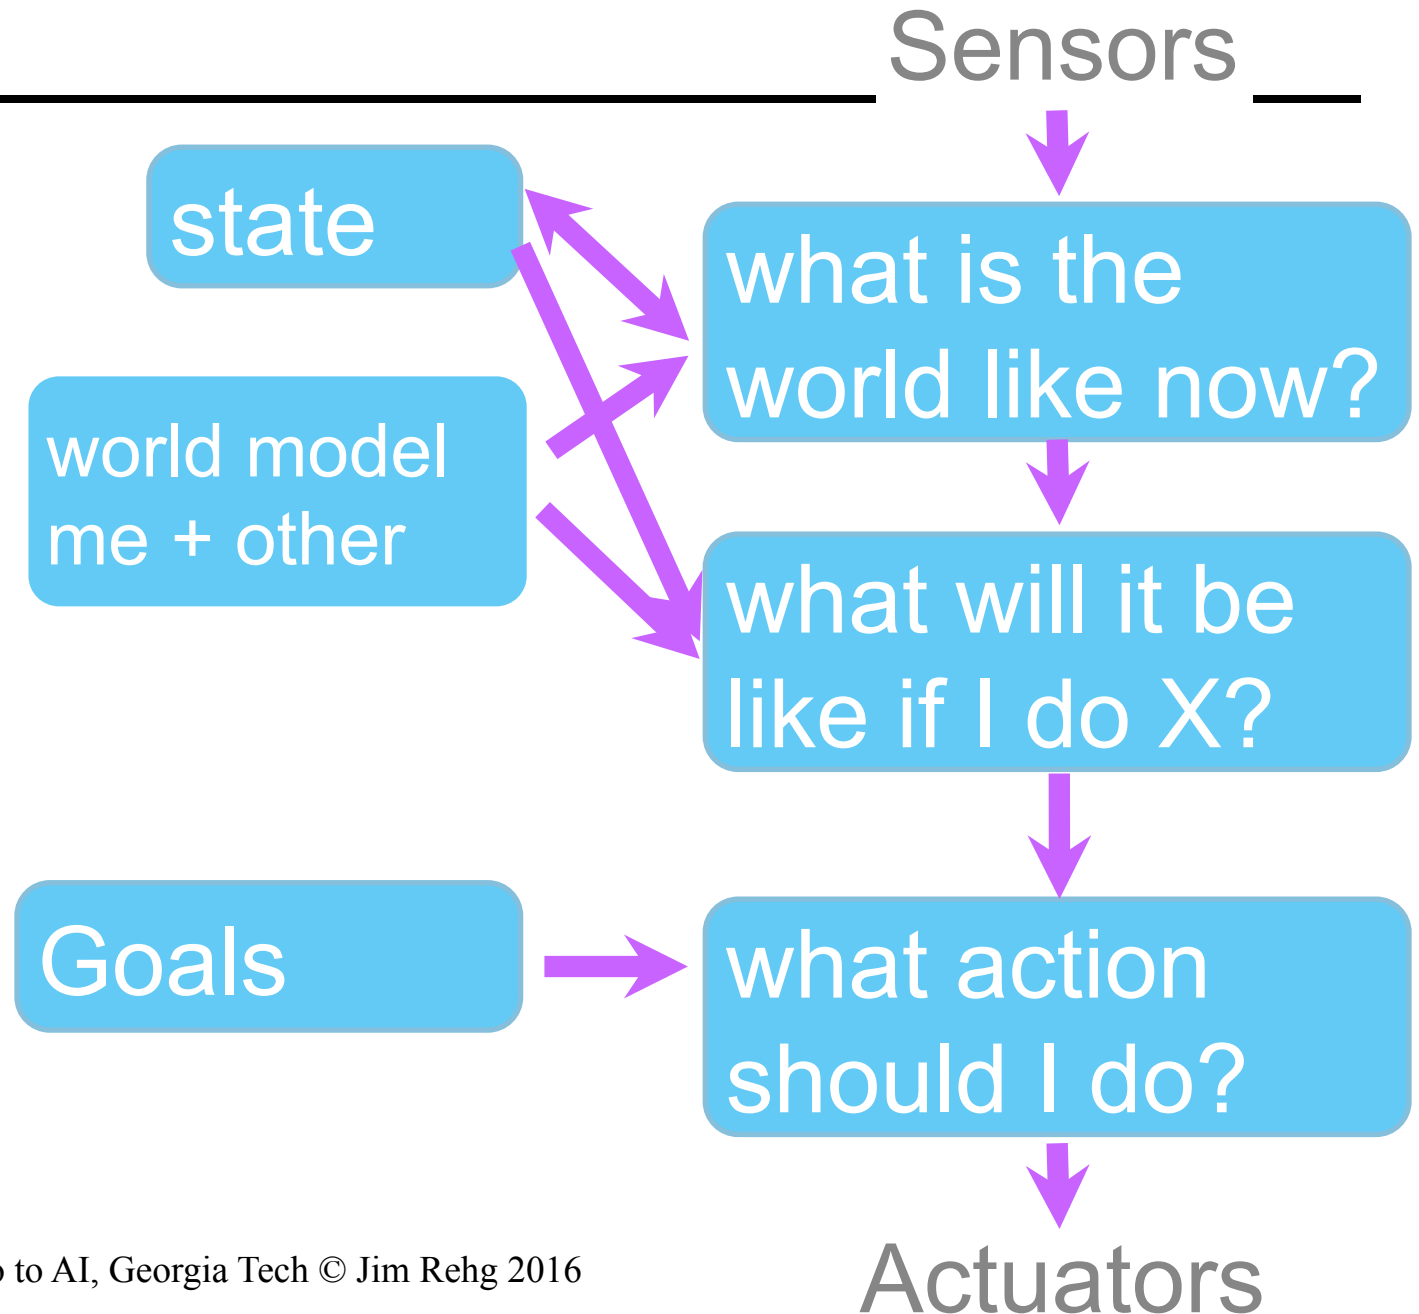 Sensors
state
what is the
world like now?
world model
me + other
what will it be
like if I do X?
Goals
what action
should I do?
to AI, Georgia Tech © Jim Rehg 2016
Actuators